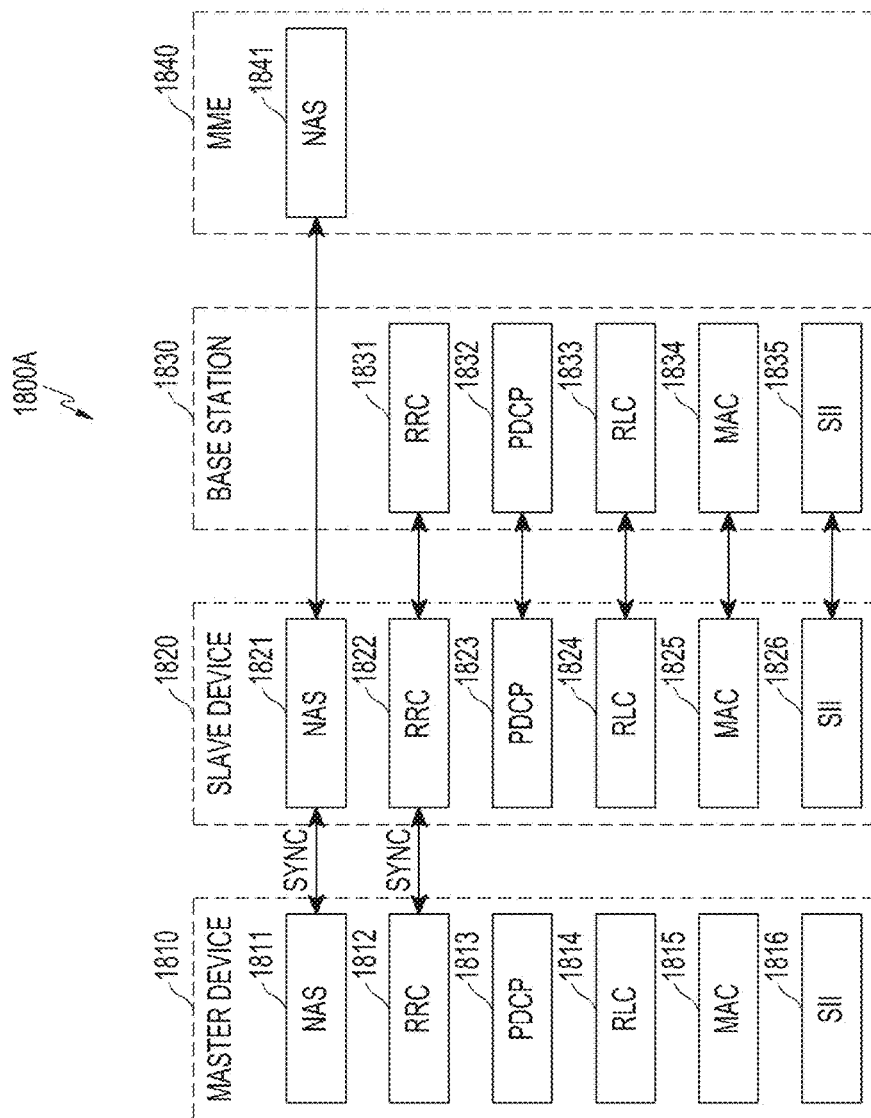 1800A
1810
MASTER DEVICE
1811
NAS
1812
RRC
1813
PDCP
1814
RLC
1815
MAC
1816
SII
SYNC
SYNC
1820
SLAVE DEVICE
1821
NAS
1822
RRC
1823
PDCP
1824
RLC
1825
MAC
1826
SII
1830
BASE STATION
1831
RRC
1832
PDCP
1833
RLC
1834
MAC
1835
SII
1840
MME
1841
NAS